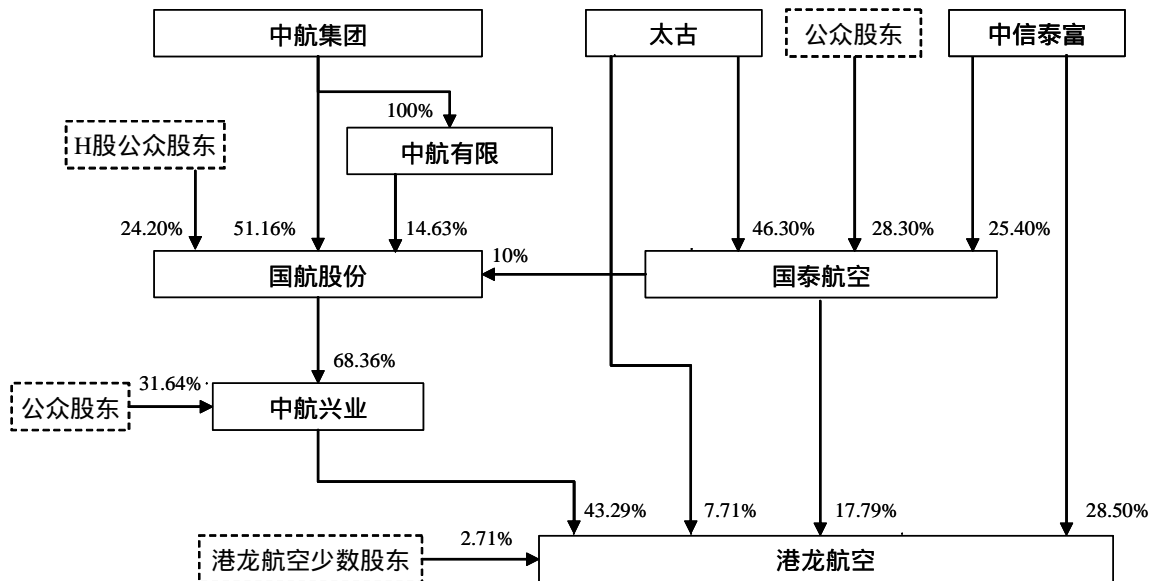 中航集团
太古
公众股东
中信泰富
100%
H股公众股东
中航有限
24.20%
51.16%
14.63%
46.30%
28.30%
25.40%
10%
国航股份
国泰航空
68.36%
31.64%
公众股东
中航兴业
43.29%
7.71%
17.79%
28.50%
2.71%
港龙航空少数股东
港龙航空